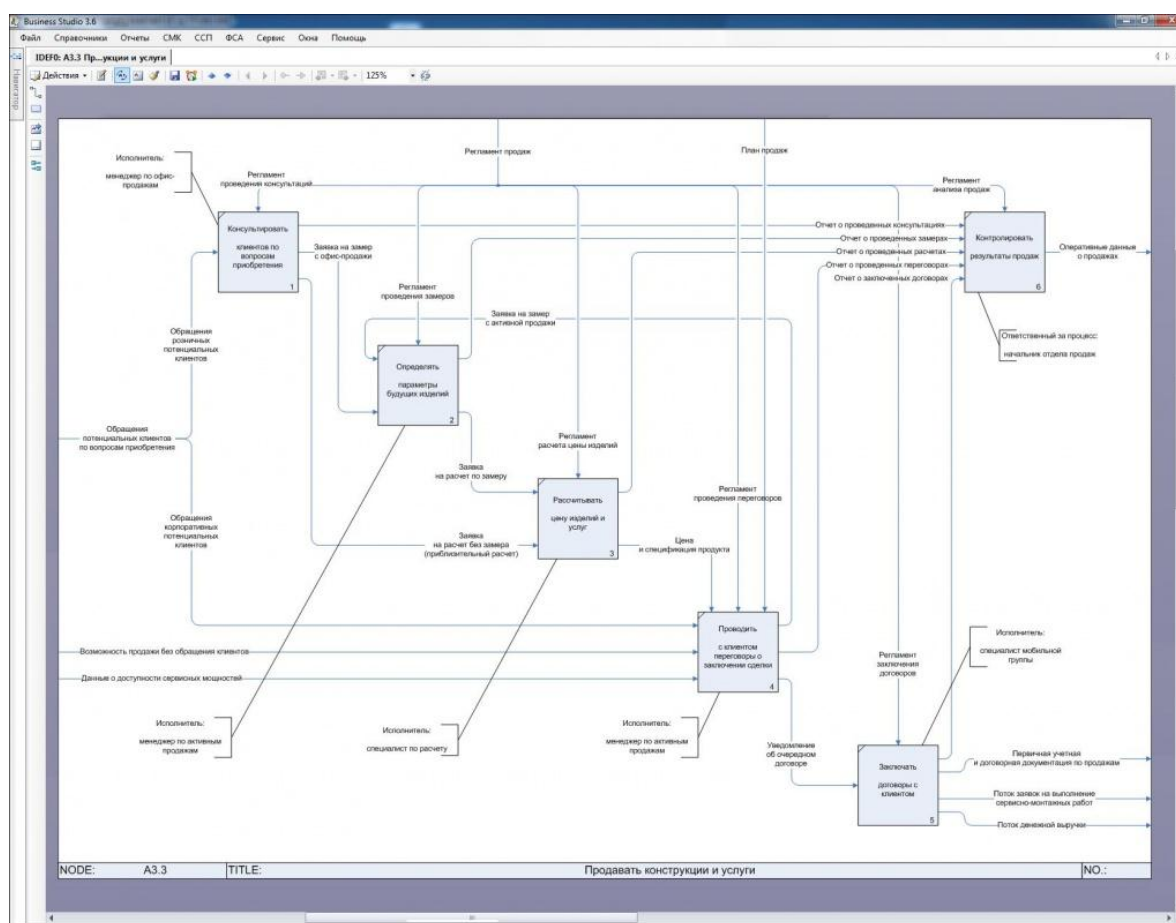 Business Studio 3.6
Файл Справочники Отчеты СМК ССП ФСА Сервис Окна Помощь
IDEF0: A3.3 Пр...укции и услуги
Действия
125%
Навигатор
Исполнитель:
менеджер по офис-
продажам
Регламент
проведения консультаций
Регламент продаж
План продаж
Регламент
анализа продаж
Консультировать
клиентов по
вопросам
приобретения
1
Заявка на замер
с офис-продажи
Отчет о проведенных консультациях
Отчет о проведенных замерах
Отчет о проведенных расчетах
Отчет о проведенных переговорах
Отчет о заключенных договорах
Контролировать
результаты продаж
6
Оперативные данные
о продажах
Регламент
проведения замеров
Заявка на замер
с активной продажи
Обращения
розничных
потенциальных
клиентов
Ответственный за процесс:
начальник отдела продаж
Определить
параметры
будущих изделий
2
Обращения
потенциальных клиентов
по вопросам приобретения
Регламент
расчета цены изделий
Заявка
на расчет по замеру
Регламент
проведения переговоров
Рассчитывать
цену изделий и
услуг
3
Обращения
корпоративных
потенциальных
клиентов
Заявка
на расчет без замера
(приблизительный расчет)
Цена
и спецификация продукта
Проводить
с клиентом
переговоры о
заключении сделки
4
Возможность продажи без обращения клиентов
Данные о доступности сервисных мощностей
Регламент
заключения
договоров
Исполнитель:
специалист мобильной
группы
Исполнитель:
менеджер по активным
продажам
Исполнитель:
специалист по расчету
Исполнитель:
менеджер по активным
продажам
Уведомление
об очередном
договоре
Заключать
договоры с
клиентом
5
Первичная учетная
и договорная документация по продажам
Поток заявок на выполнение
сервисно-монтажных работ
Поток денежной выручки
NODE: A3.3 TITLE: Продавать конструкции и услуги NO.: